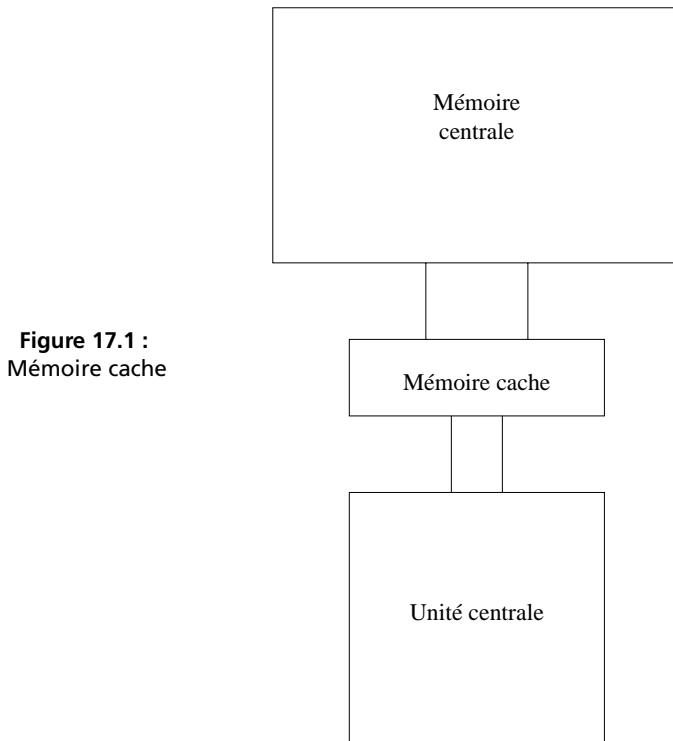 Mémoire
centrale
Figure 17.1 :
Mémoire cache
Mémoire cache
Unité centrale